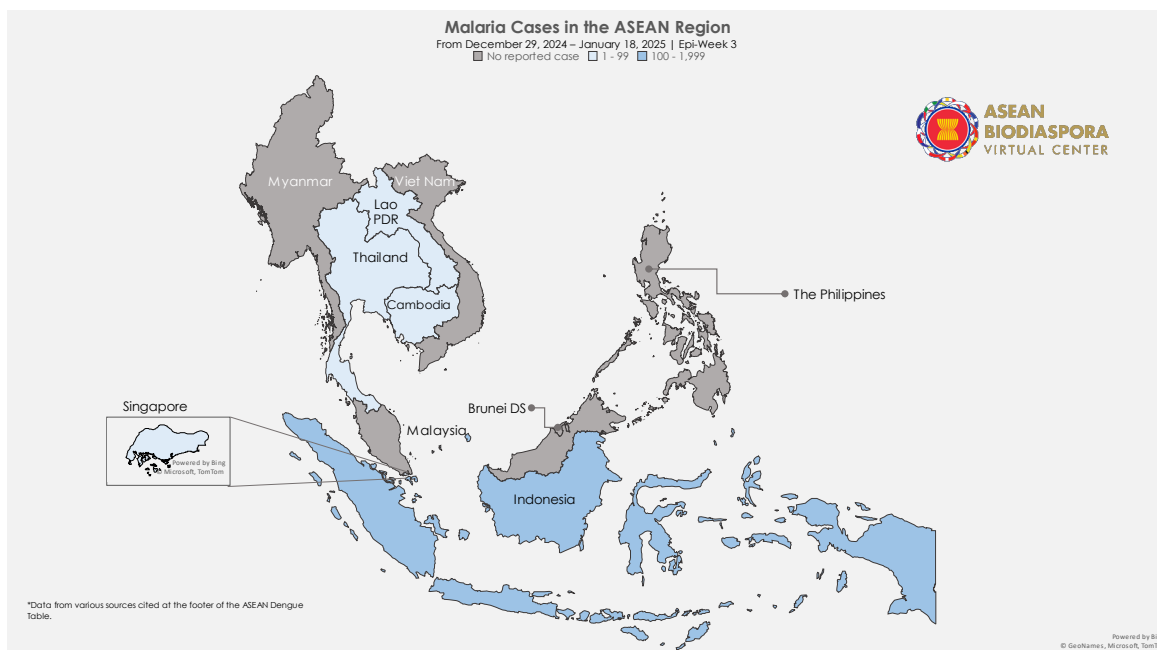 Malaria Cases in the ASEAN Region
From December 29, 2024 – January 18, 2025 | Epi-Week 3
No reported case 1 - 99 100 - 1,999
ASEAN
BIODIASPORA
VIRTUAL CENTER
Myanmar
Viet Nam
Lao
PDR
Thailand
Cambodia
The Philippines
Singapore
Brunei DS
Malaysia
Powered by Bing
© Microsoft, TomTom
Indonesia
*Data from various sources cited at the footer of the ASEAN Dengue
Table.
Powered by Bi
© GeoNames, Microsoft, TomT